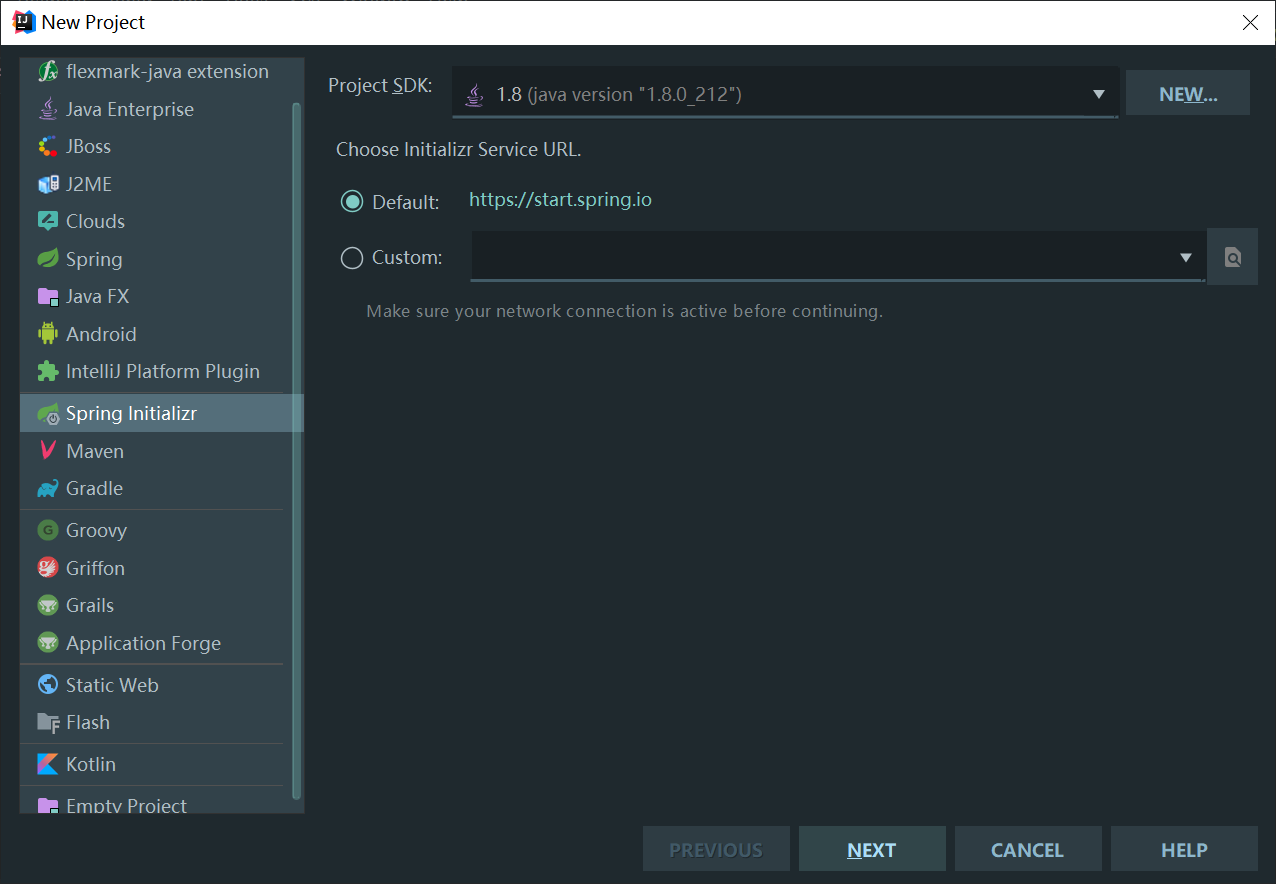 New Project
flexmark-java extension
Java Enterprise
JBoss
J2ME
Clouds
Spring
Java FX
Android
IntelliJ Platform Plugin
Spring Initializr
Maven
Gradle
Groovy
Griffon
Grails
Application Forge
Static Web
Flash
Kotlin
Empty Project
Project SDK:
1.8 (java version "1.8.0_212")
NEW...
Choose Initializr Service URL.
Default:
https://start.spring.io
Custom:
Make sure your network connection is active before continuing.
PREVIOUS
NEXT
CANCEL
HELP